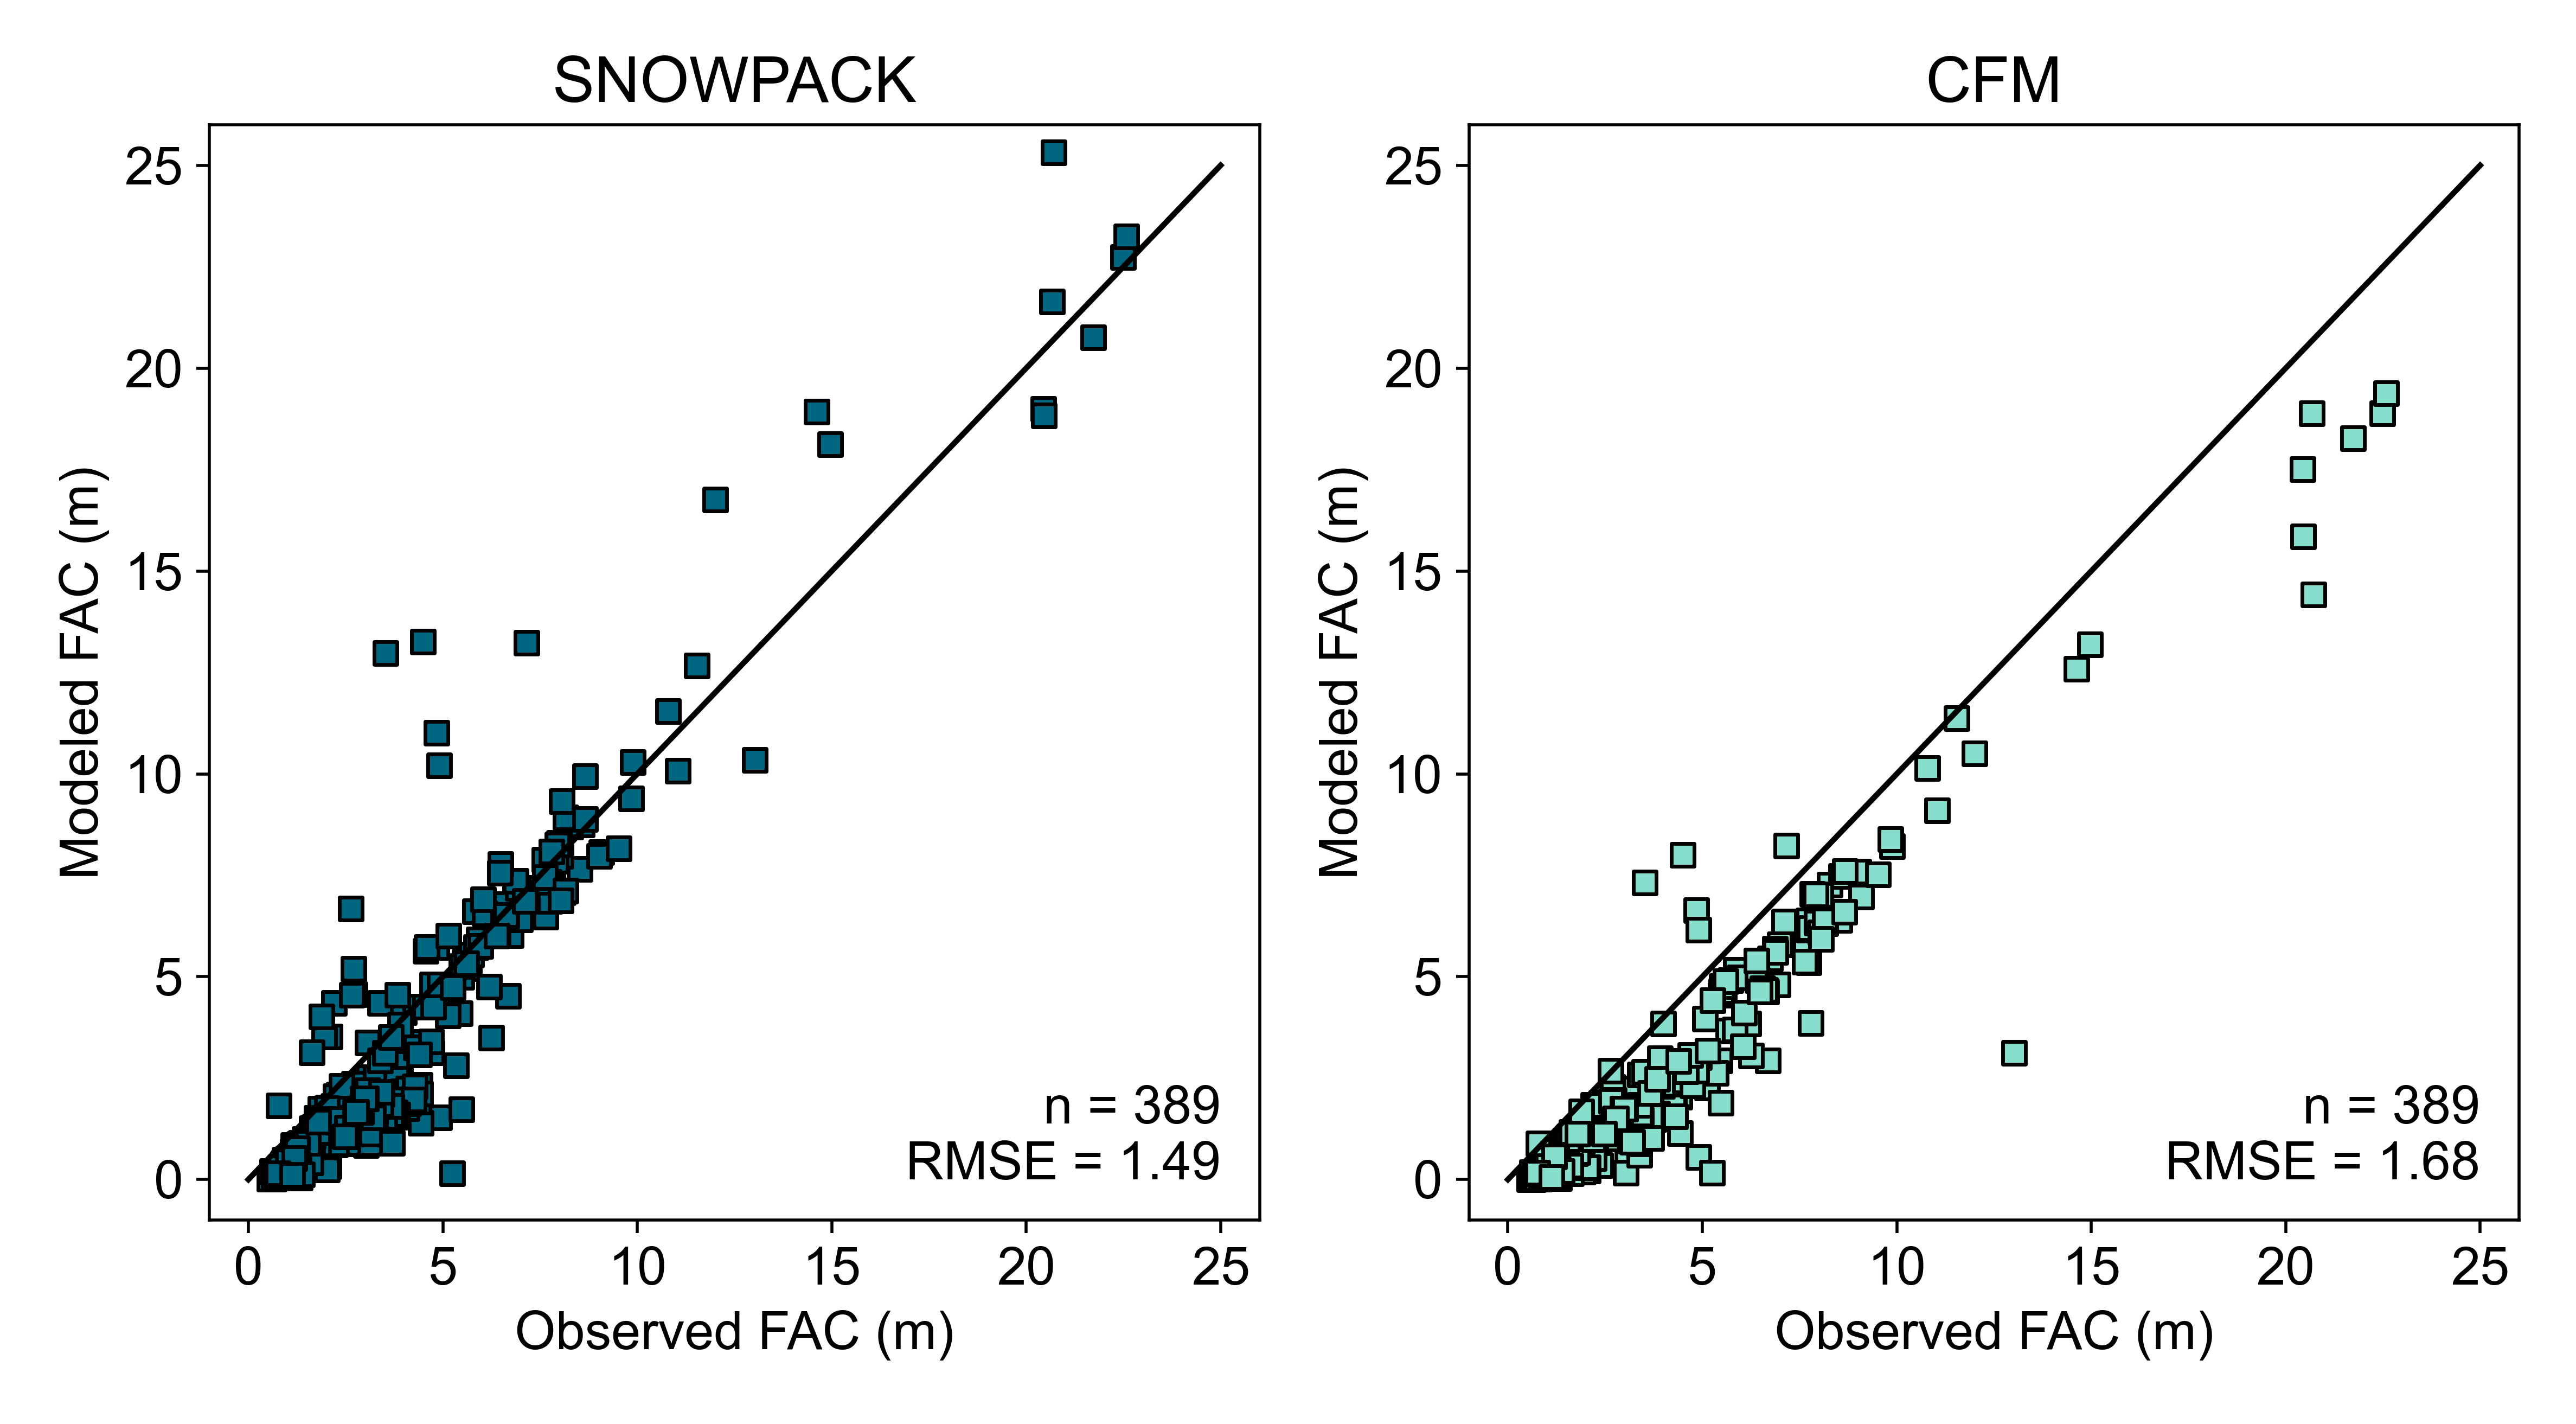 SNOWPACK
25
20
15
10
5
0
Modeled FAC (m)
n = 389
RMSE = 1.49
0 5 10 15 20 25
Observed FAC (m)
CFM
25
20
15
10
5
0
Modeled FAC (m)
n = 389
RMSE = 1.68
0 5 10 15 20 25
Observed FAC (m)